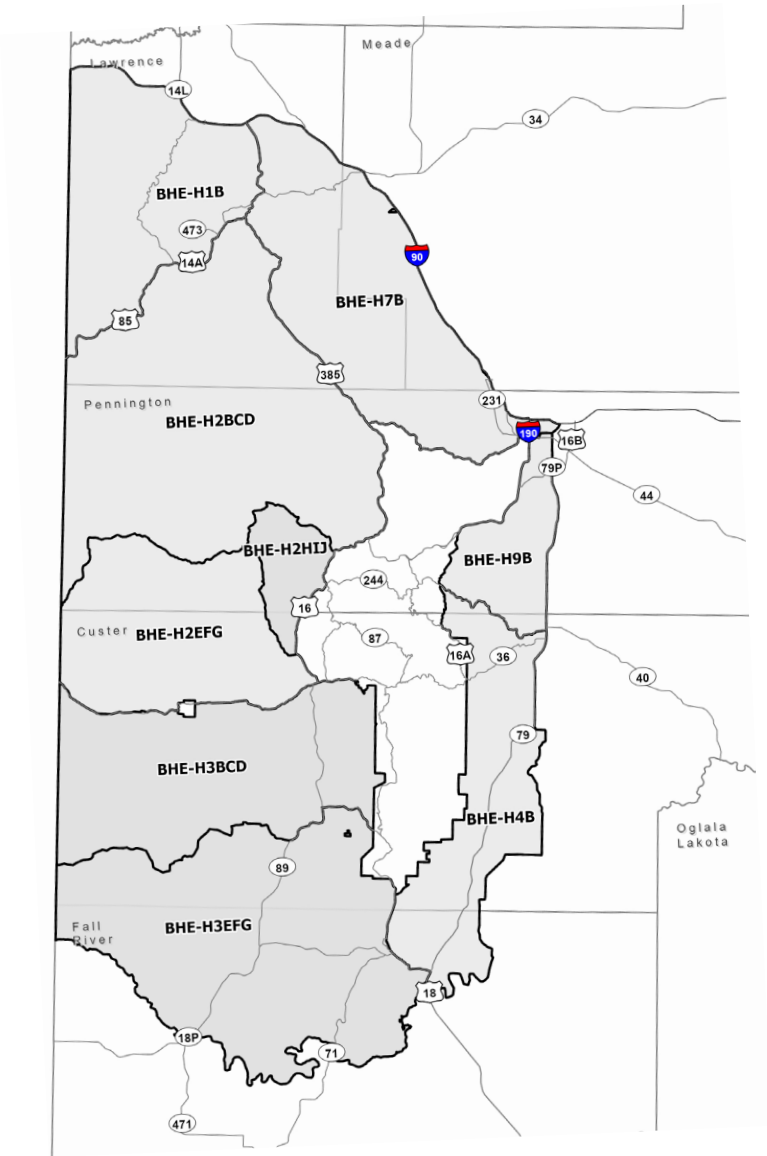 Meade
Lawrence
14L
34
BHE-H1B
473
14A
90
BHE-H7B
85
385
231
Pennington
BHE-H2BCD
190
16B
79P
44
BHE-H2HIJ
BHE-H9B
244
16
Custer
BHE-H2EFG
87
16A
36
40
79
BHE-H3BCD
BHE-H4B
Oglala
Lakota
89
Fall
River
BHE-H3EFG
18
18P
71
471